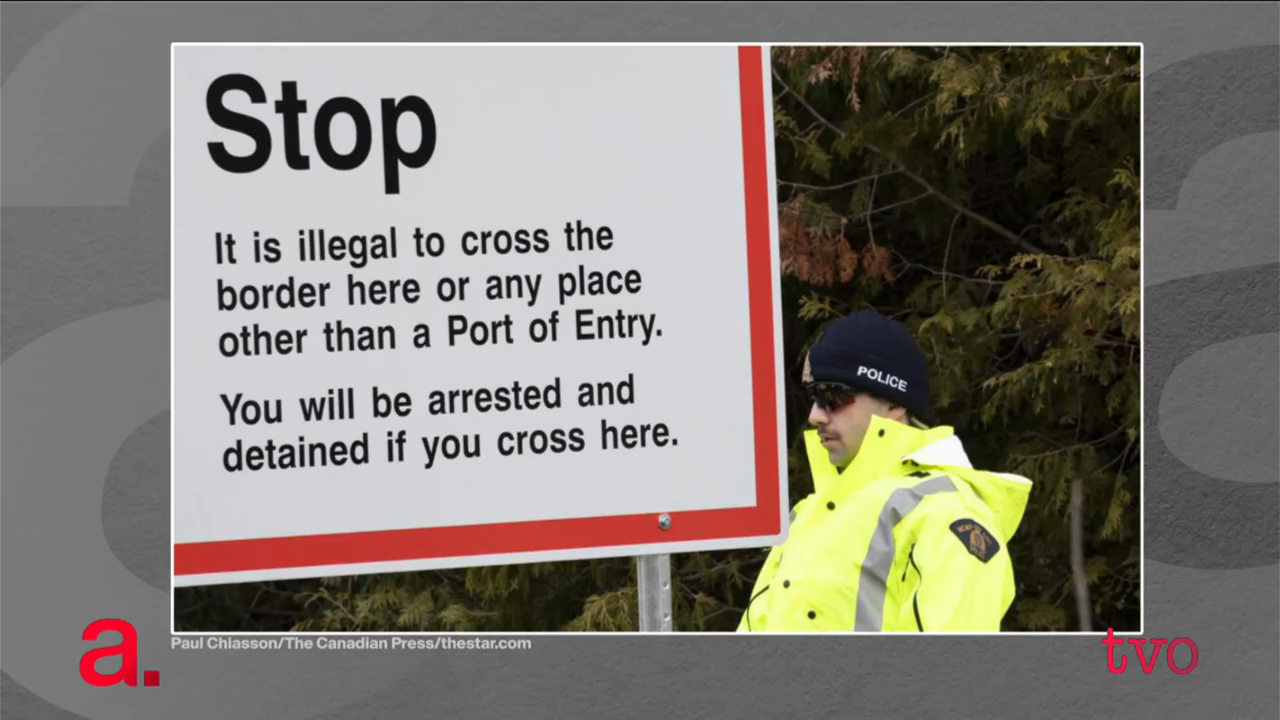 Stop
It is illegal to cross the
border here or any place
other than a Port of Entry.
You will be arrested and
detained if you cross here.
POLICE
Paul Chiasson/The Canadian Press/thestar.com
a.
tvo